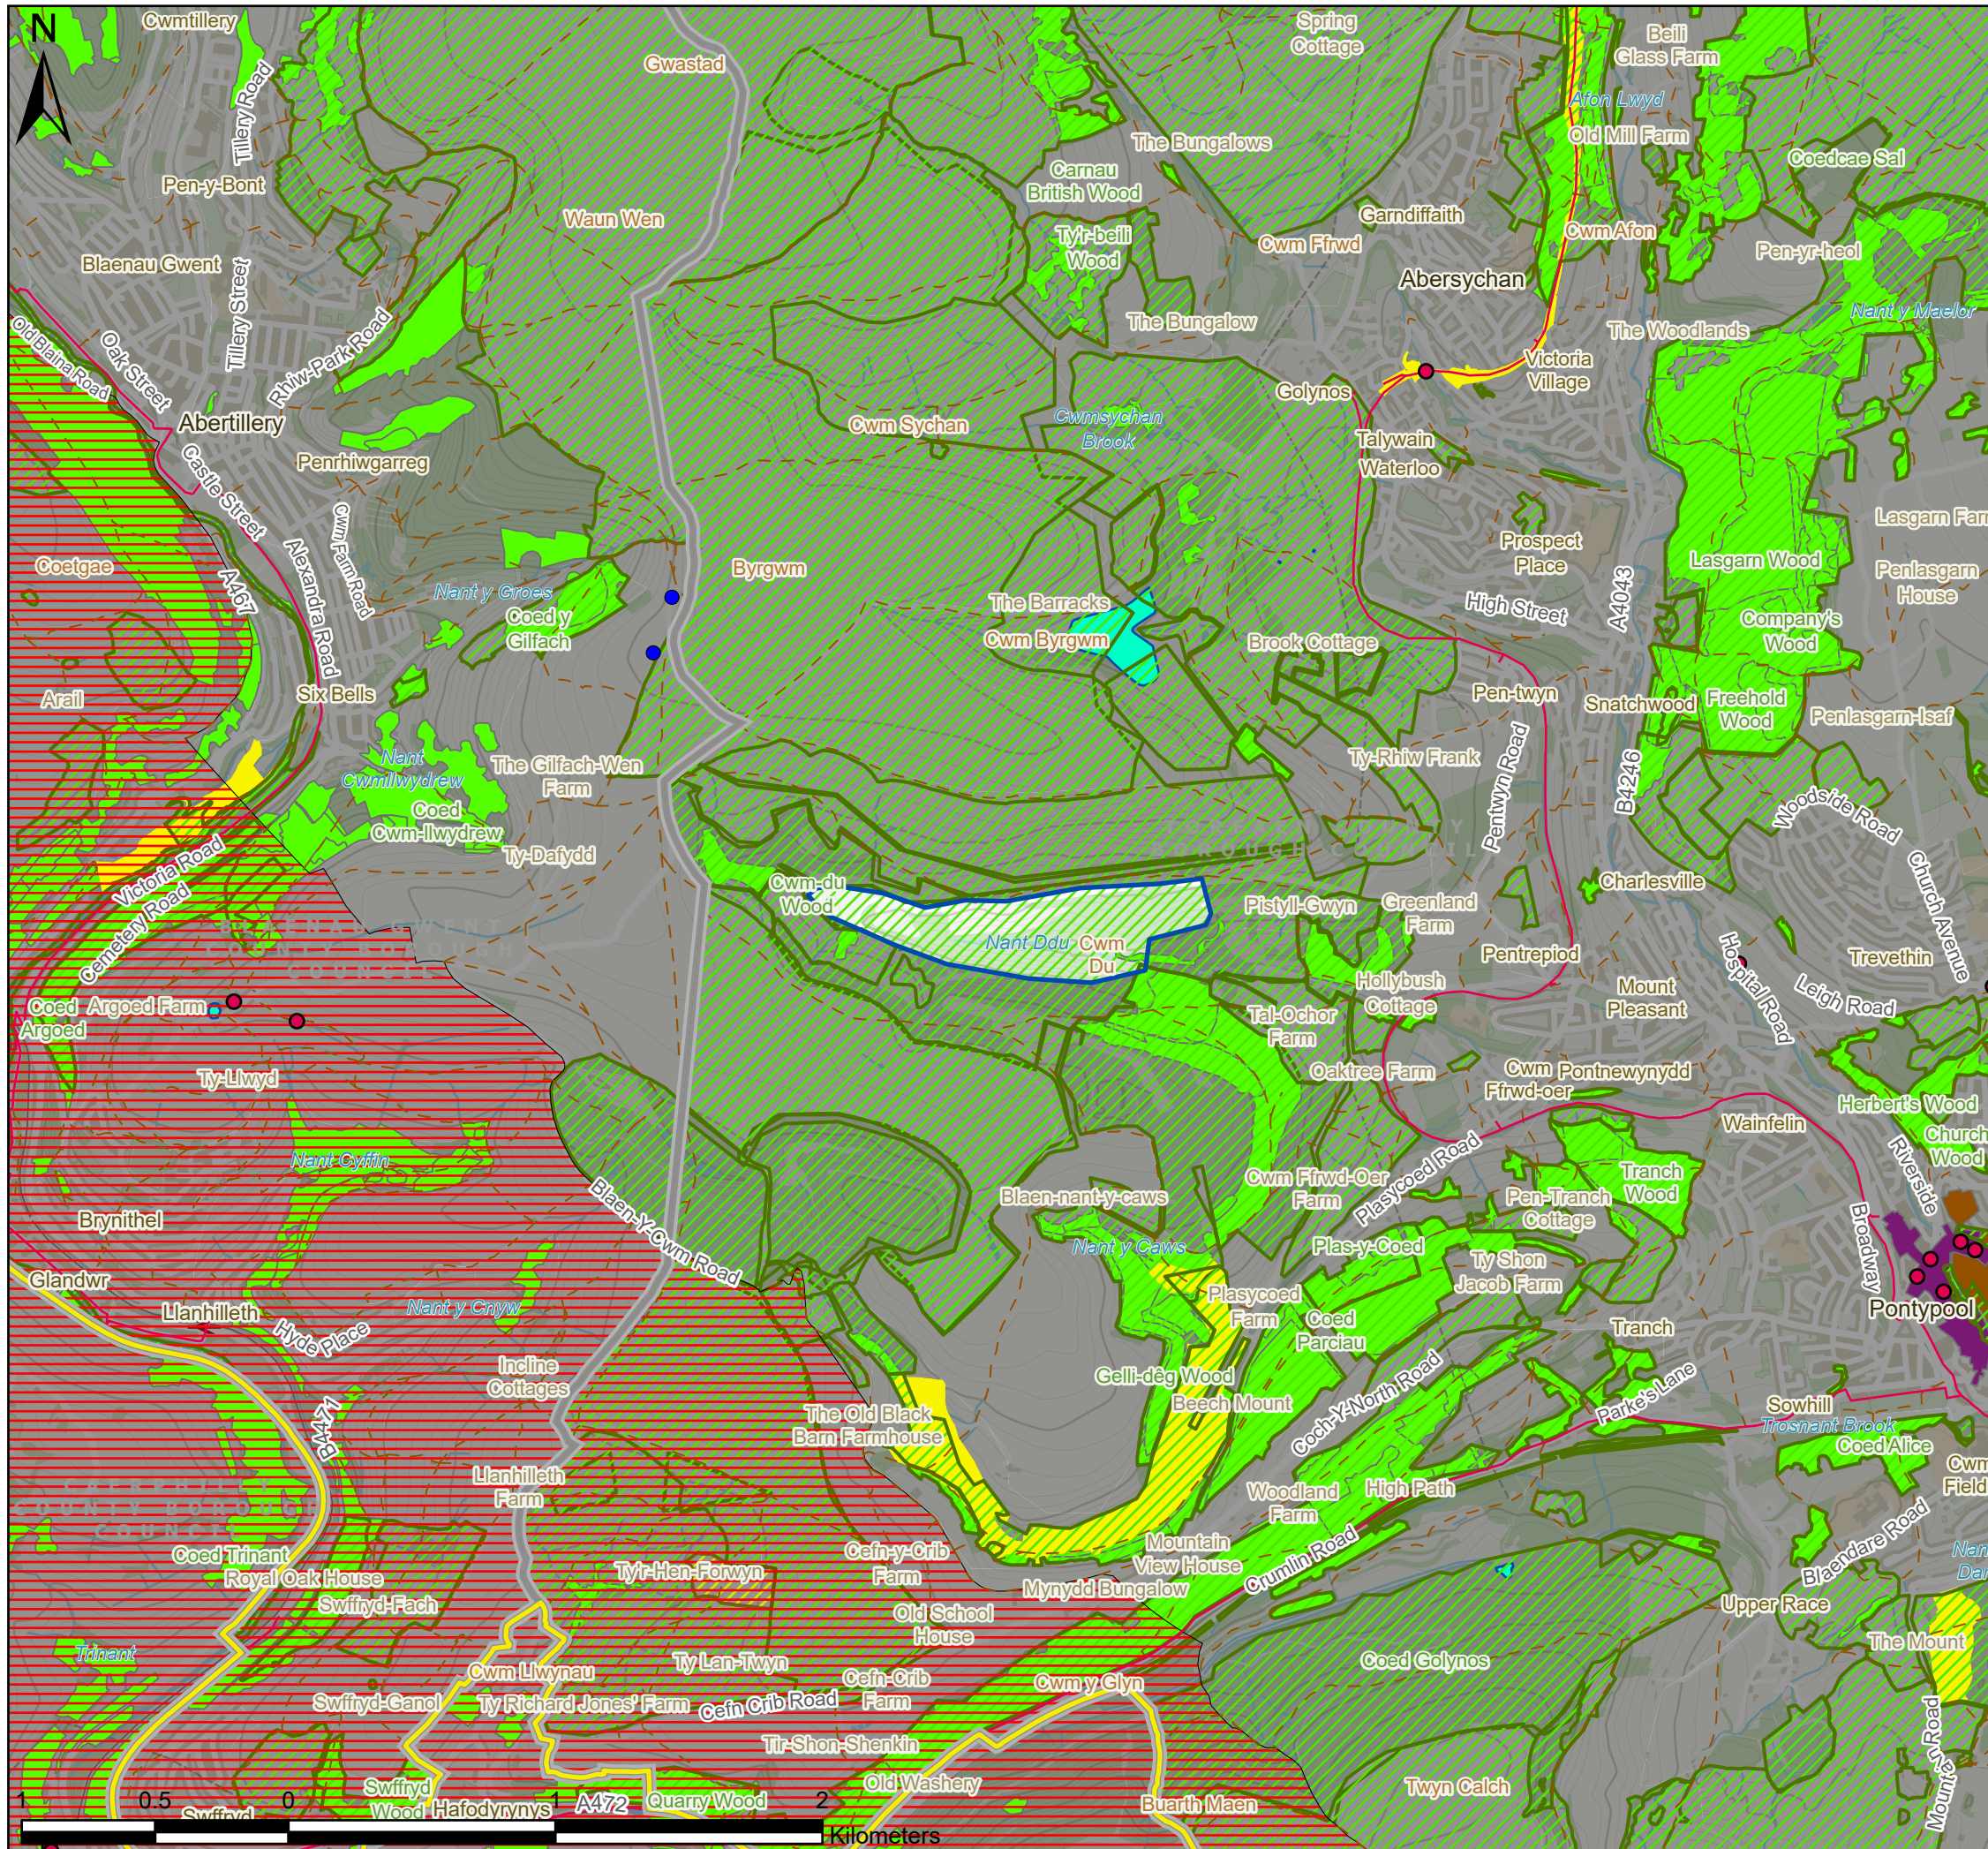 N
Cwmtillery
Tillery Road
Gwastad
Spring
Cottage
Beili
Glass Farm
Afon Lwyd
Old Mill Farm
Pen-y-Bont
The Bungalows
Carnau
British Wood
Coedcae Sal
Waun Wen
Garndiffaith
Ty'r-beili
Wood
Cwm Ffrwd
Cwm Afon
Pen-yr-heol
Blaenau Gwent
Tillery Street
Abersychan
Nant y Maelor
The Bungalow
The Woodlands
Old Blaina Road
Oak Street
Rhiw-Park Road
Victoria
Village
Golynos
Abertillery
Cwm Sychan
Cwmsychan
Brook
Talywain
Waterloo
Penrhiwgarreg
Castle Street
Cwm Farm Road
Lasgarn Farm
Prospect
Place
Coetgae
A467
Alexandra Road
Byrgwm
Lasgarn Wood
Penlasgarn
House
Nant y Groes
Coed y
Gilfach
The Barracks
Cwm Byrgwm
High Street
A4043
Company's
Wood
Brook Cottage
Arail
Six Bells
Pen-twyn
Snatchwood
Freehold
Wood
Penlasgarn-Isaf
Nant
Cwmllwydrew
The Gilfach-Wen
Farm
Ty-Rhiw Frank
Pentwyn Road
B4246
Coed
Cwm-llwydrew
Woodside Road
COUNTY
BOROUGH COUNCIL
Ty-Dafydd
Victoria Road
Cemetery Road
Cwm-du
Wood
Charlesville
Church Avenue
Pistyll-Gwyn
Greenland
Farm
BLAENAU GWENT
COUNTY BOROUGH
COUNCIL
Nant Ddu
Cwm
Du
Pentrepiod
Hospital Road
Trevethin
Hollybush
Cottage
Mount
Pleasant
Leigh Road
Coed
Argoed
Argoed Farm
Tal-Ochor
Farm
Oaktree Farm
Cwm
Ffrwd-oer
Pontnewynydd
Ty-Llwyd
Herbert's Wood
Wainfelin
Church
Wood
Nant Cyffin
Plasycoed Road
Riverside
Cwm Ffrwd-Oer
Farm
Tranch
Wood
Pen-Tranch
Cottage
Blaen-nant-y-caws
Blaen-Y-Cwm Road
Brynithel
Broadway
Nant y Caws
Plas-y-Coed
Ty Shon
Jacob Farm
Glandwr
Llanhilleth
Hyde Place
Nant y Cnyw
Plasycoed
Farm
Coed
Parciau
Pontypool
Tranch
Incline
Cottages
Gelli-dêg Wood
Beech Mount
Coch-Y-North Road
Parke's Lane
Sowhill
Trosnant Brook
Coed Alice
The Old Black
Barn Farmhouse
B4471
Llanhilleth
Farm
Woodland
Farm
High Path
COUNTY BOROUGH
COUNCIL
Coed Trinant
Royal Oak House
Swffryd-Fach
Ty'r-Hen-Forwyn
Cefn-y-Crib
Farm
Mountain
View House
Mynydd Bungalow
Crumlin Road
Blaendare Road
Upper Race
Old School
House
The Mount
Trinant
Cwm Llwynau
Ty Lan-Twyn
Cefn-Crib
Farm
Cwm y Glyn
Coed Golynos
Swffryd-Ganol
Ty Richard Jones' Farm
Cefn Crib Road
Tir-Shon-Shenkin
Old Washery
Twyn Calch
Buarth Maen
Swffryd
Wood
Swffryd
Hafodyrynys
A472
Quarry Wood
1 0.5 0 1 2
Kilometers